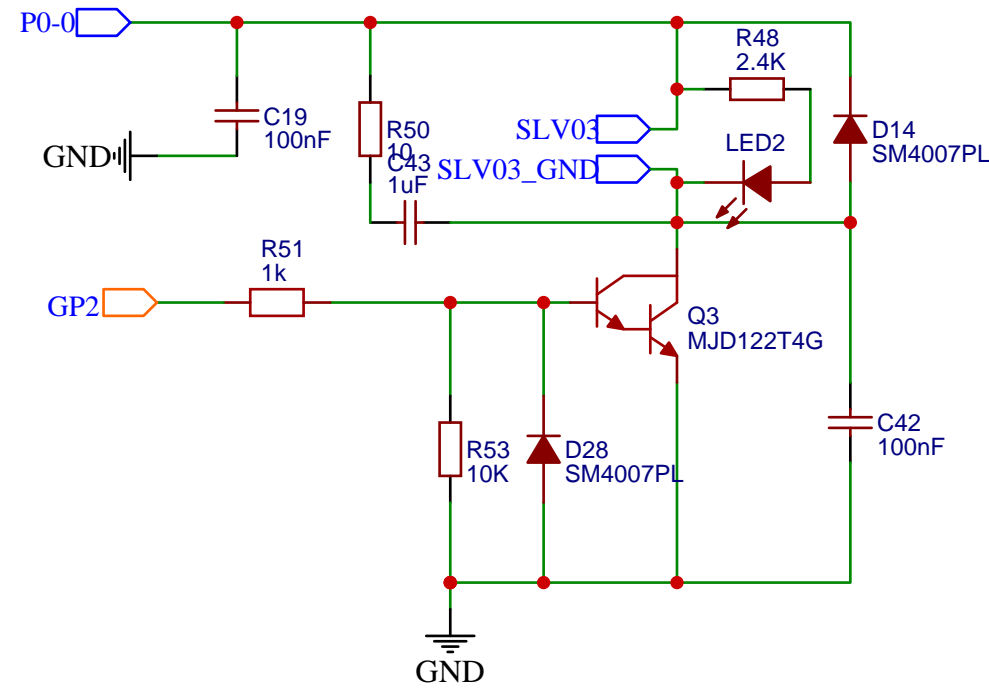 P0-0
R48
2.4K
C19
100nF
R50
10
SLV03
D14
SM4007PL
LED2
GND
C43
1uF
SLV03_GND
R51
1k
GP2
Q3
MJD122T4G
R53
10K
D28
SM4007PL
C42
100nF
GND